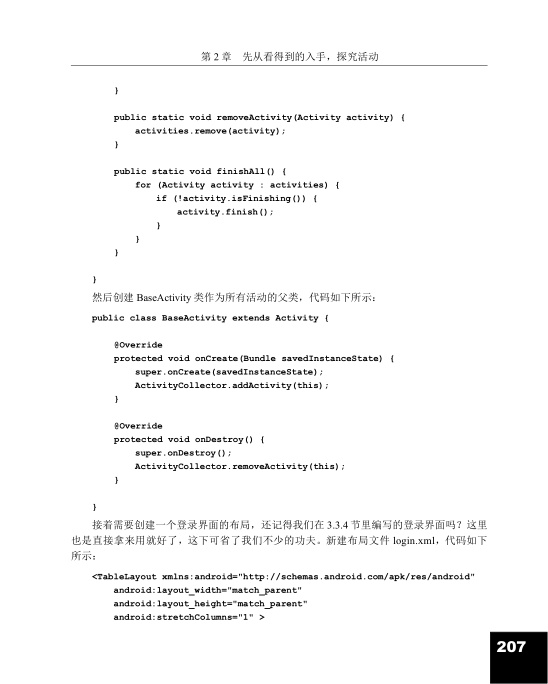 第 2 章 先从看得到的入手，探究活动
}
public static void removeActivity(Activity activity) {
activities.remove(activity);
}
public static void finishAll() {
for (Activity activity : activities) {
if (!activity.isFinishing()) {
activity.finish();
}
}
}
}
然后创建 BaseActivity 类作为所有活动的父类，代码如下所示：
public class BaseActivity extends Activity {
@Override
protected void onCreate(Bundle savedInstanceState) {
super.onCreate(savedInstanceState);
ActivityCollector.addActivity(this);
}
@Override
protected void onDestroy() {
super.onDestroy();
ActivityCollector.removeActivity(this);
}
}
接着需要创建一个登录界面的布局，还记得我们在 3.3.4 节里编写的登录界面吗？这里
也是直接拿来用就好了，这下可省了我们不少的功夫。新建布局文件 login.xml，代码如下
所示：
<TableLayout xmlns:android="http://schemas.android.com/apk/res/android"
android:layout_width="match_parent"
android:layout_height="match_parent"
android:stretchColumns="1" >
207